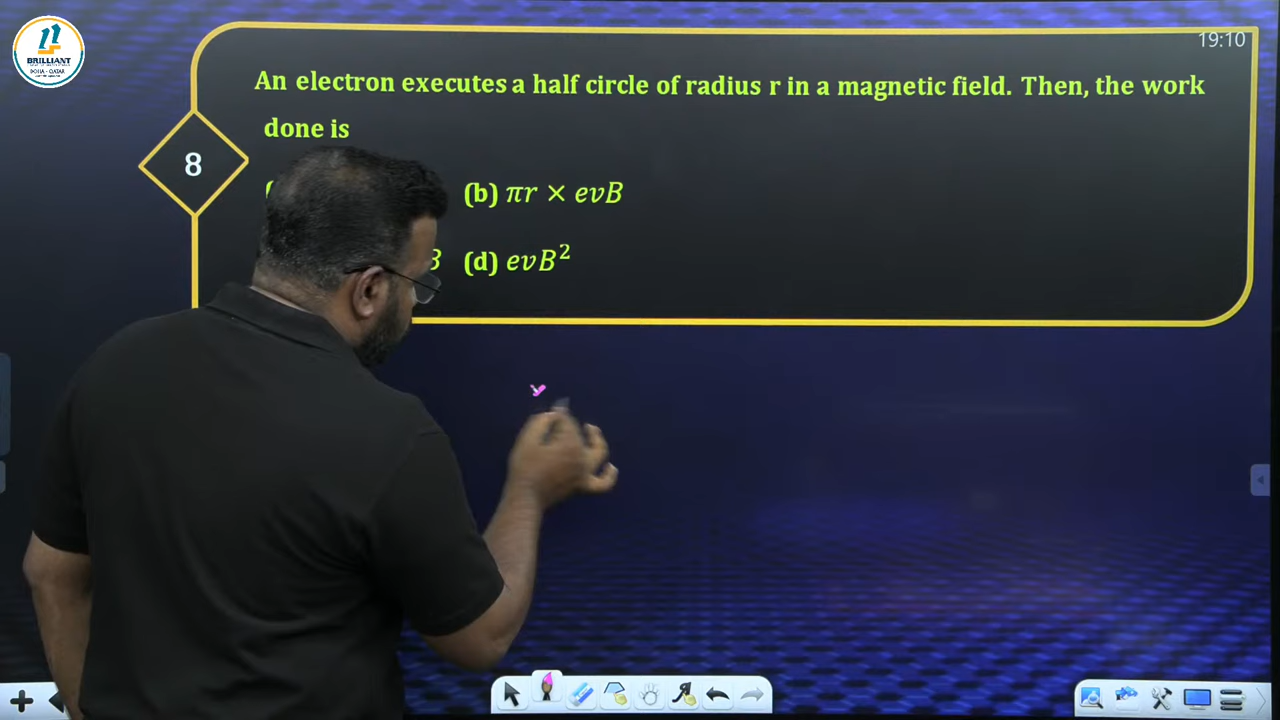 BRILLIANT
DOHA - QATAR
19:10
An electron executes a half circle of radius r in a magnetic field. Then, the work
done is
8
(b) πr × evB
B (d) evB²